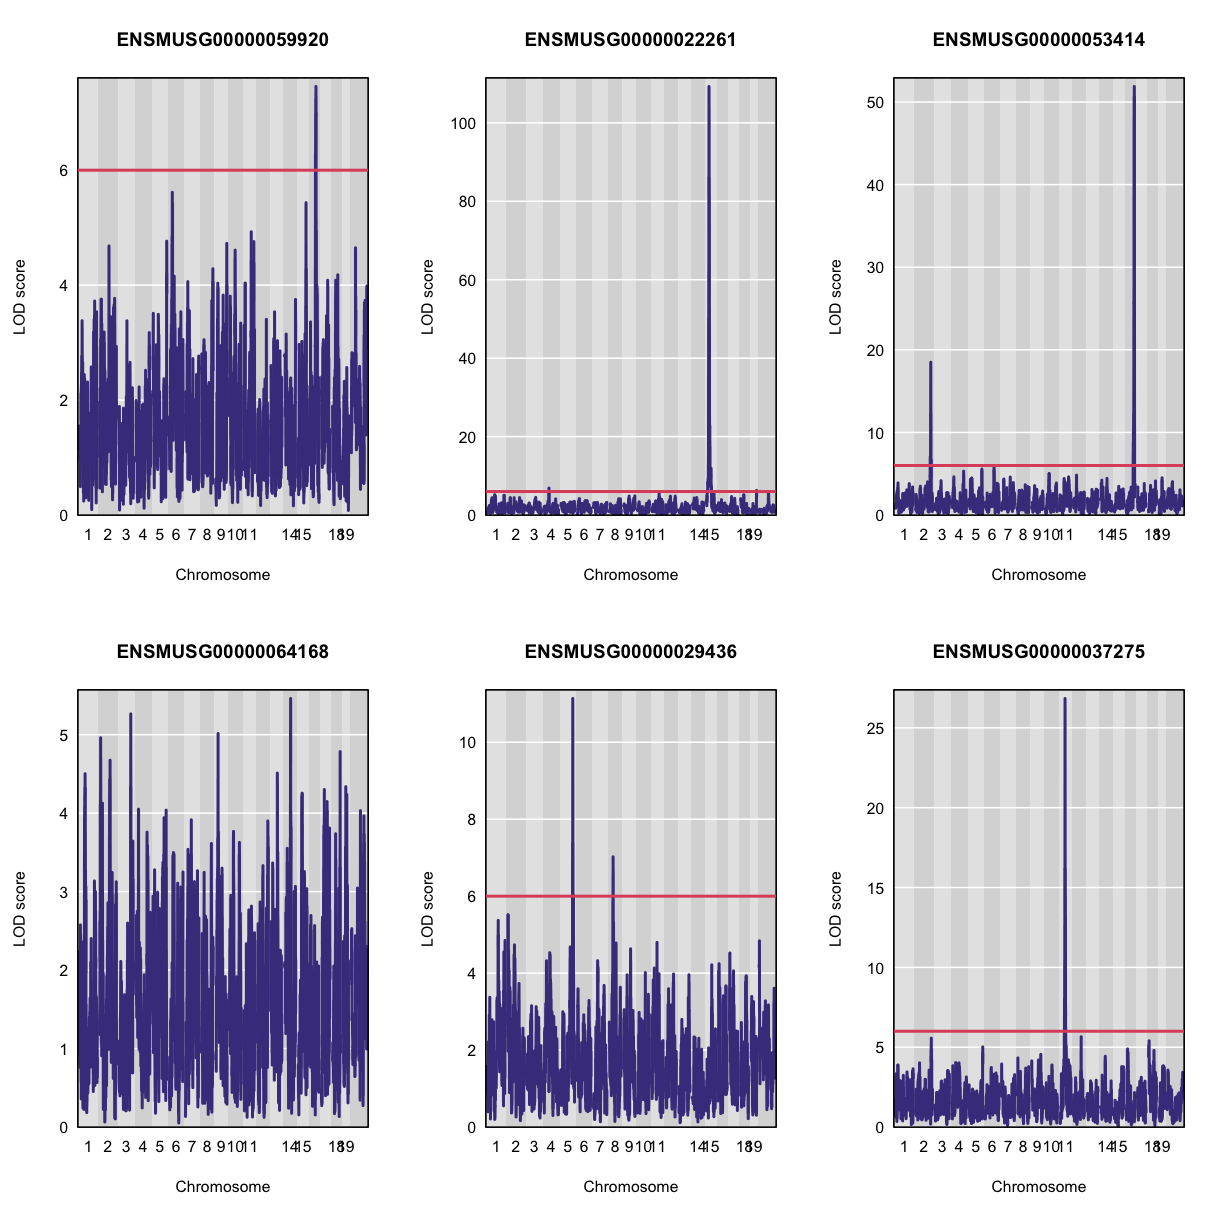 ENSMUSG00000059920
LOD score
6
4
2
0
1 2 3 4 5 6 7 8 9 10 11 14 15 18 19
Chromosome
ENSMUSG00000022261
LOD score
100
80
60
40
20
0
1 2 3 4 5 6 7 8 9 10 11 14 15 18 19
Chromosome
ENSMUSG00000053414
LOD score
50
40
30
20
10
0
1 2 3 4 5 6 7 8 9 10 11 14 15 18 19
Chromosome
ENSMUSG00000064168
LOD score
5
4
3
2
1
0
1 2 3 4 5 6 7 8 9 10 11 14 15 18 19
Chromosome
ENSMUSG00000029436
LOD score
10
8
6
4
2
0
1 2 3 4 5 6 7 8 9 10 11 14 15 18 19
Chromosome
ENSMUSG00000037275
LOD score
25
20
15
10
5
0
1 2 3 4 5 6 7 8 9 10 11 14 15 18 19
Chromosome